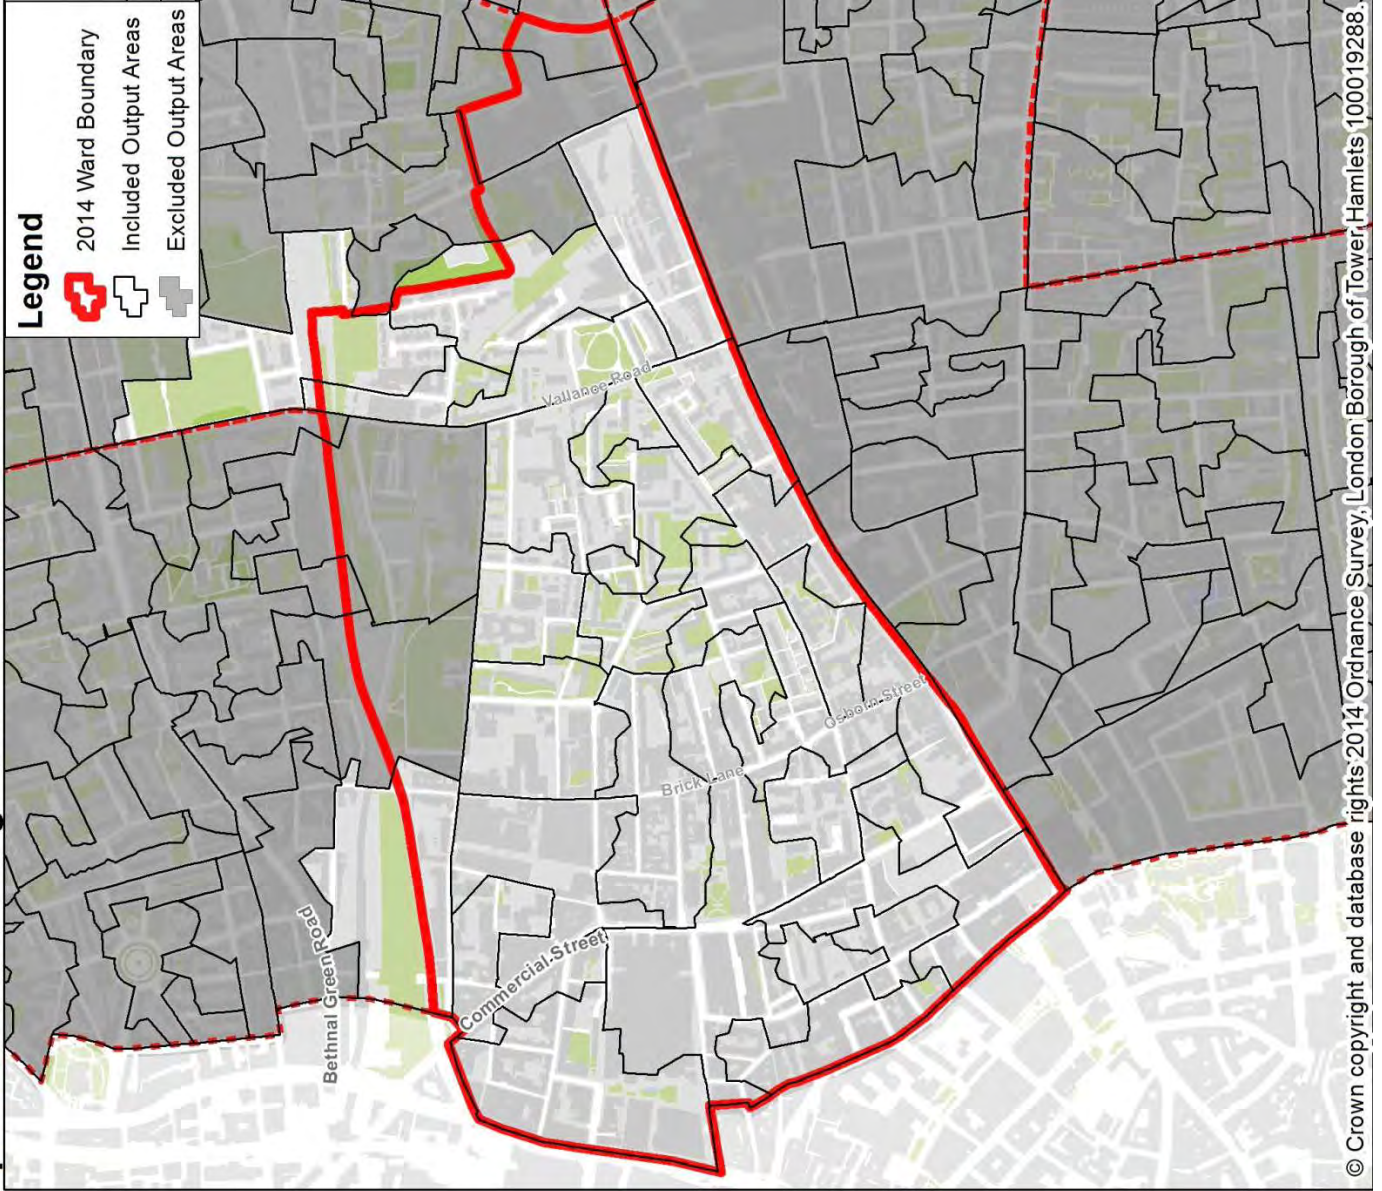 Legend
2014 Ward Boundary
Included Output Areas
Excluded Output Areas
Vallance Road
Osborn Street
Brick Lane
Commercial Street
Bethnal Green Road
© Crown copyright and database rights 2014 Ordnance Survey, London Borough of Tower Hamlets 100019288.